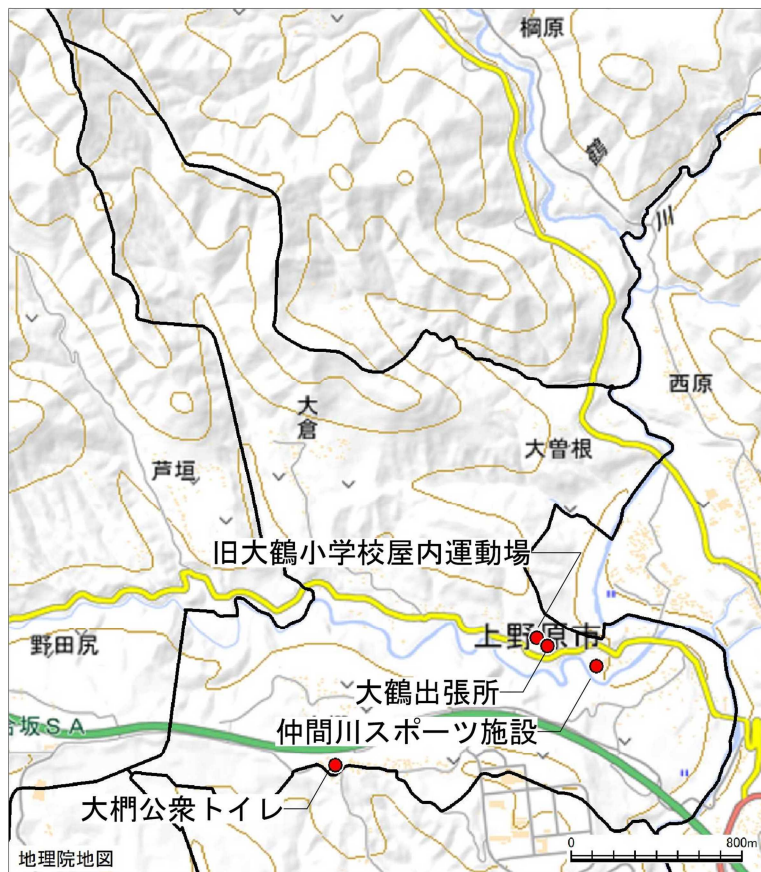 棡原
鶴
川
西原
大倉
大曽根
芦垣
旧大鶴小学校屋内運動場
上野原市
野田尻
大鶴出張所
仲間川スポーツ施設
合坂SA
大椚公衆トイレ
地理院地図
0 800m